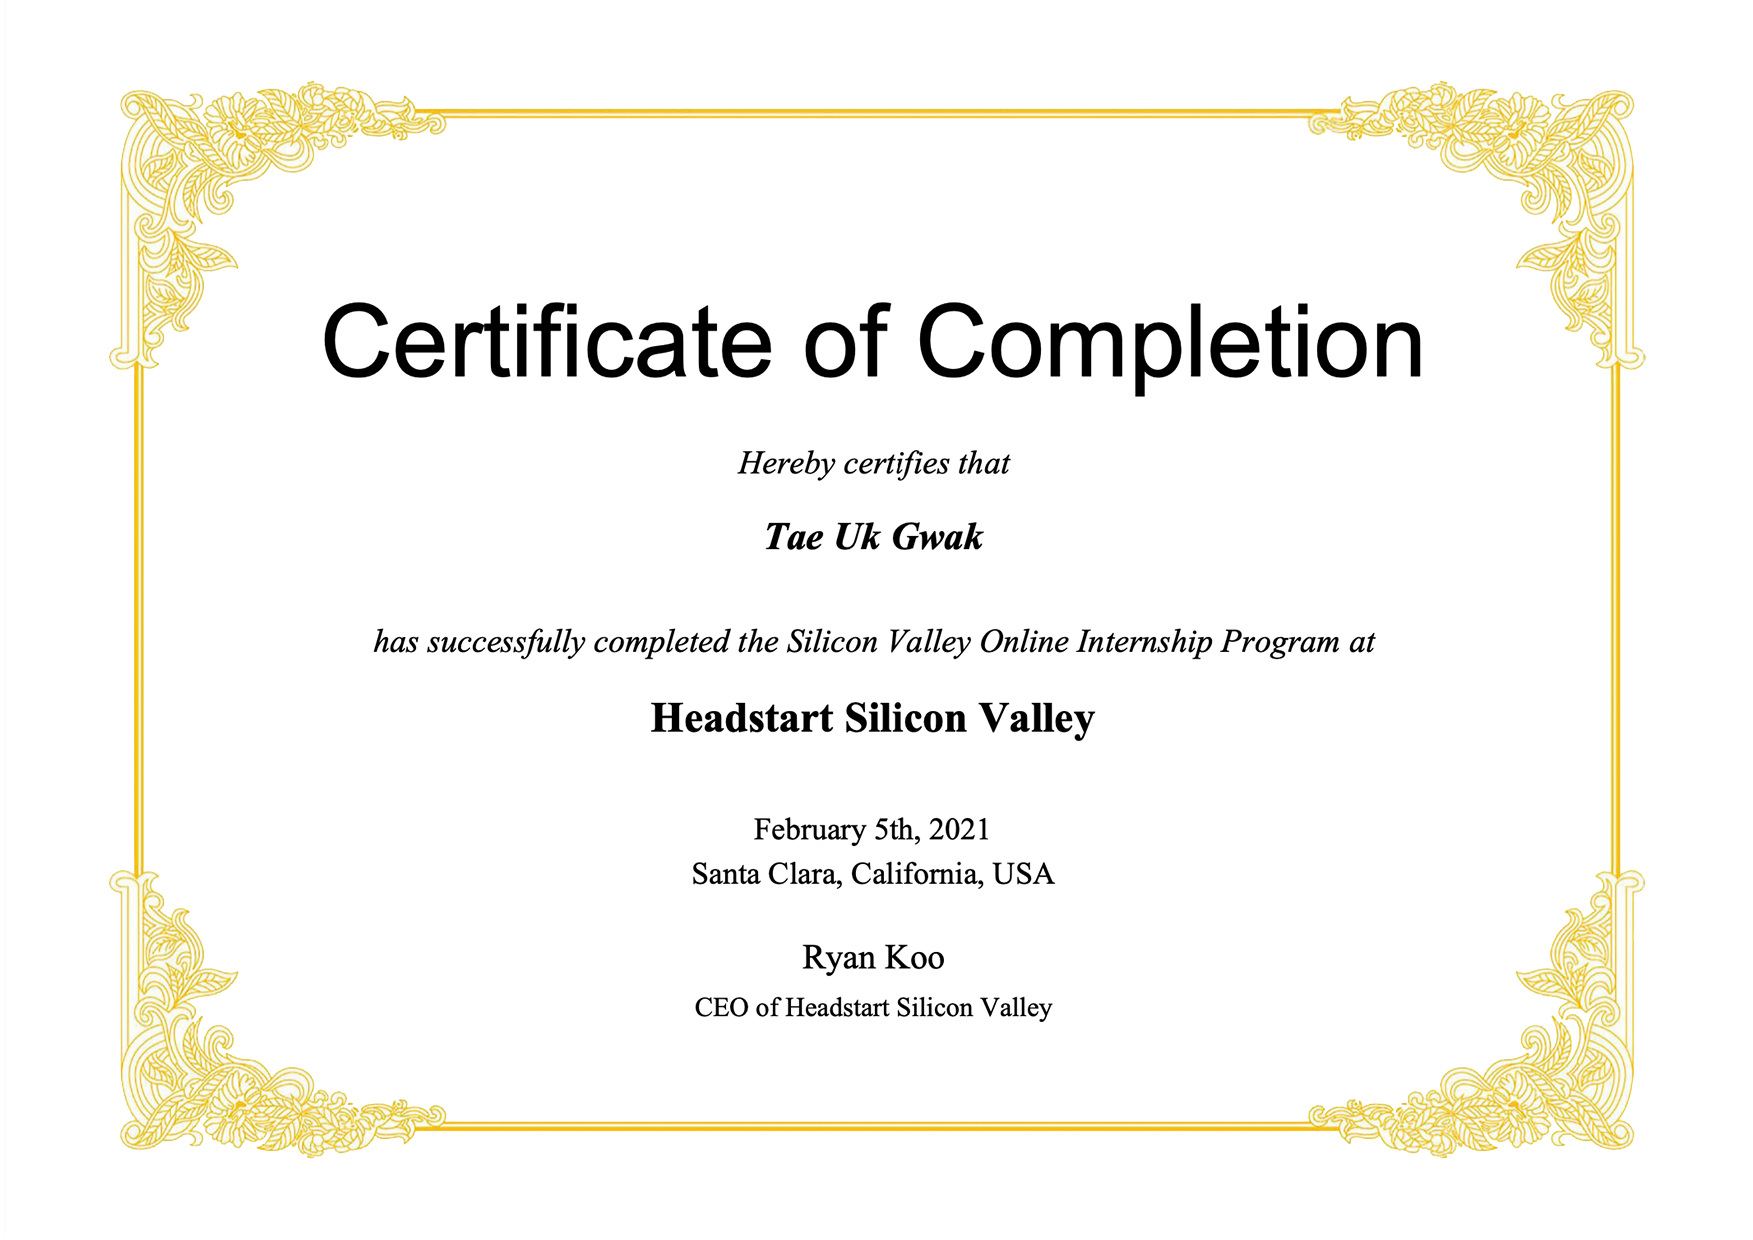 Certificate of Completion
Hereby certifies that
Tae Uk Gwak
has successfully completed the Silicon Valley Online Internship Program at
Headstart Silicon Valley
February 5th, 2021
Santa Clara, California, USA
Ryan Koo
CEO of Headstart Silicon Valley